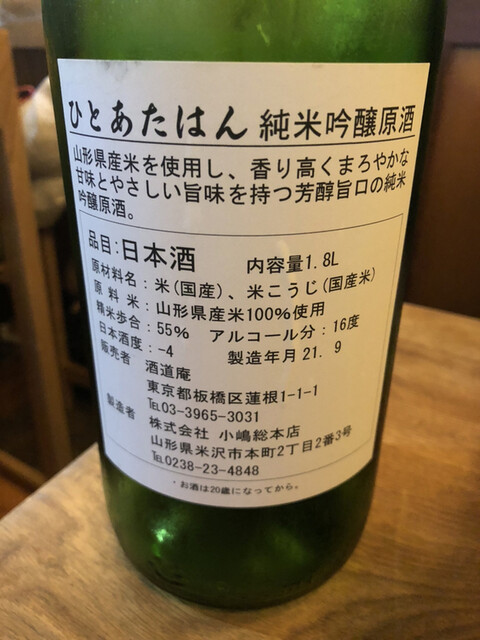 ひとあたはん 純米吟醸原酒
山形県産米を使用し、香り高くまろやかな
甘味とやさしい旨味を持つ芳醇旨口の純米
吟醸原酒。
品目:日本酒 内容量1.8L
原材料名:米(国産)、米こうじ(国産米)
原料米:山形県産米100%使用
精米歩合:55% アルコール分:16度
日本酒度:-4 製造年月21.9
販売者 酒道庵
東京都板橋区蓮根1-1-1
℡03-3965-3031
製造者 株式会社 小嶋総本店
山形県米沢市本町2丁目2番3号
℡0238-23-4848
・お酒は20歳になってから。